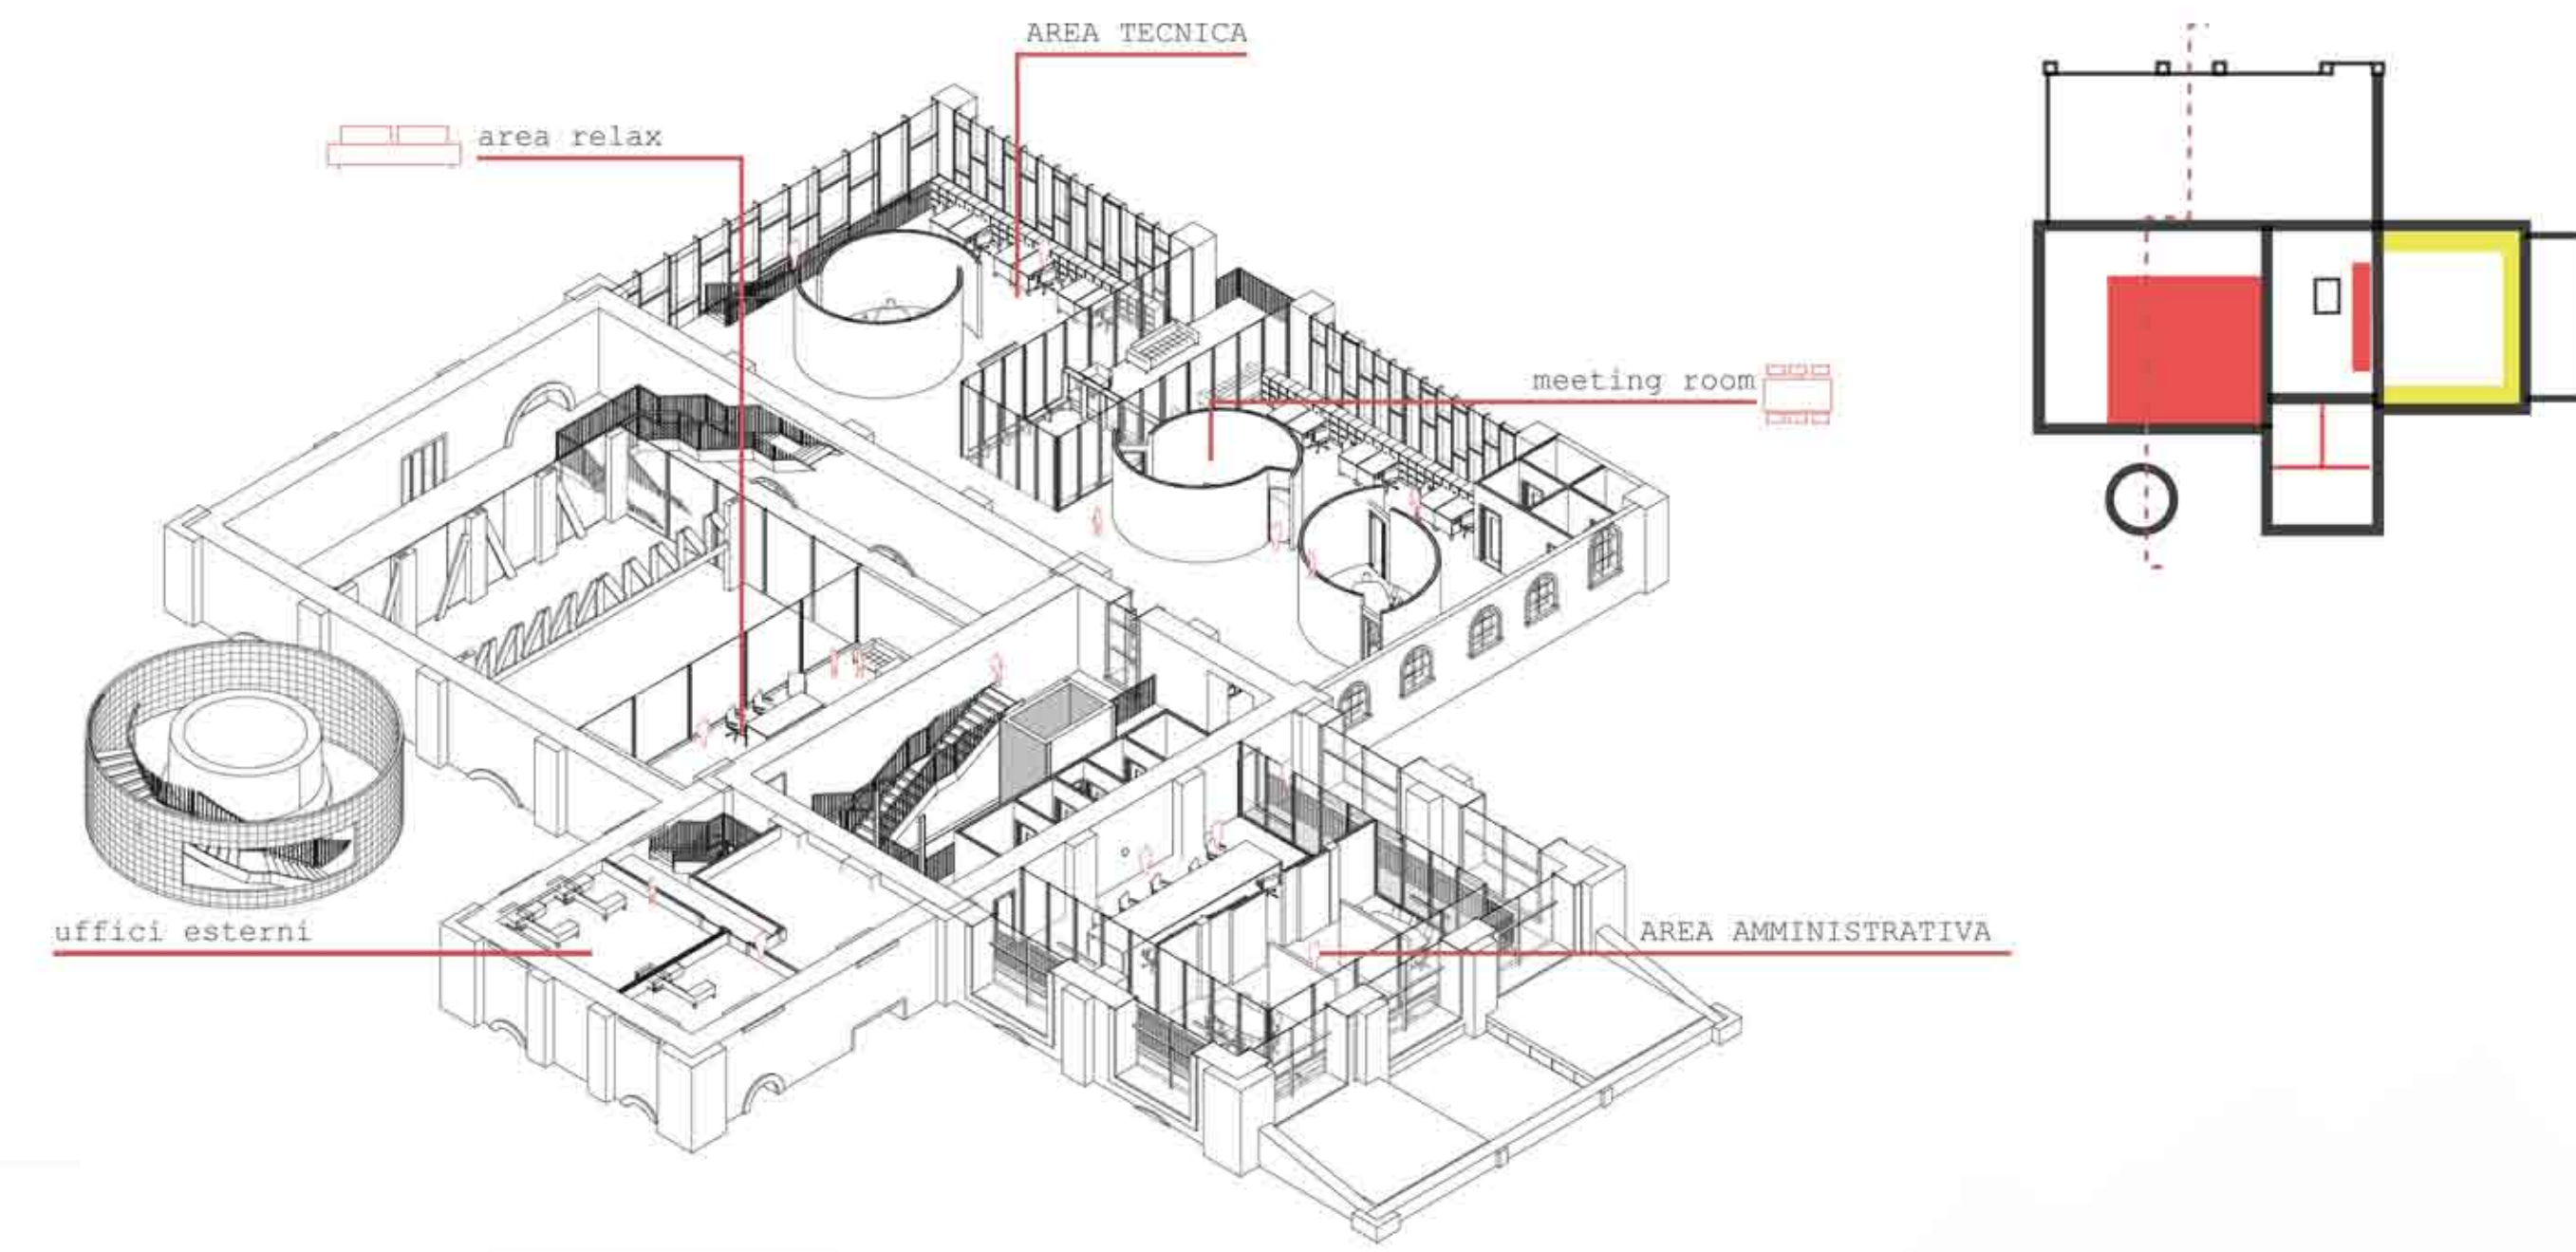 AREA TECNICA
area relax
meeting room
uffici esterni
AREA AMMINISTRATIVA